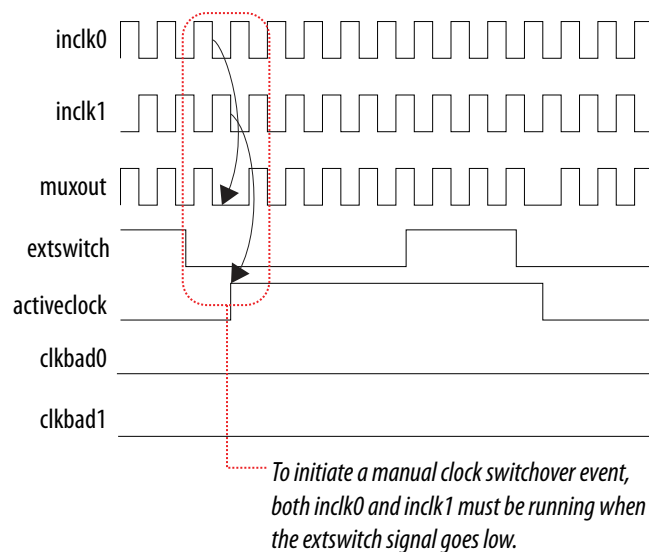 inclk0
inclk1
muxout
extswitch
activeclock
clkbad0
clkbad1
To initiate a manual clock switchover event,
both inclk0 and inclk1 must be running when
the extswitch signal goes low.